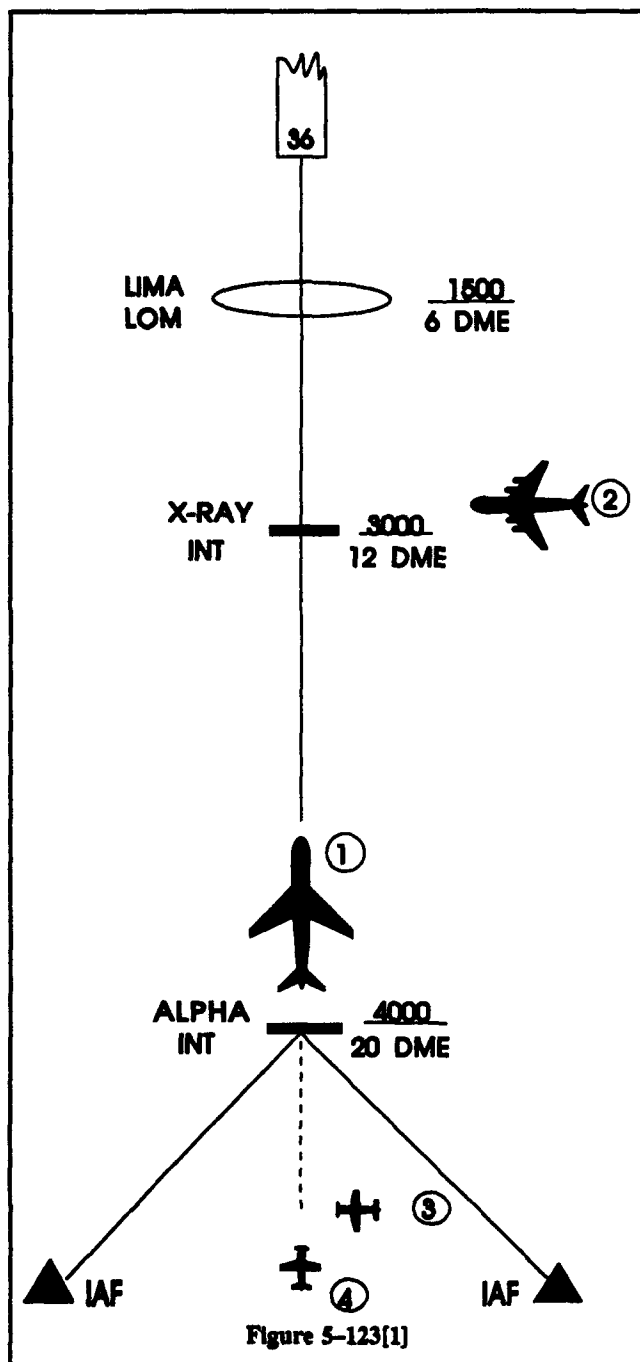 36
LIMA
LOM
1500
6 DME
2
X-RAY
INT
3000
12 DME
1
ALPHA
INT
4000
20 DME
3
IAF
4
IAF
Figure 5–123[1]